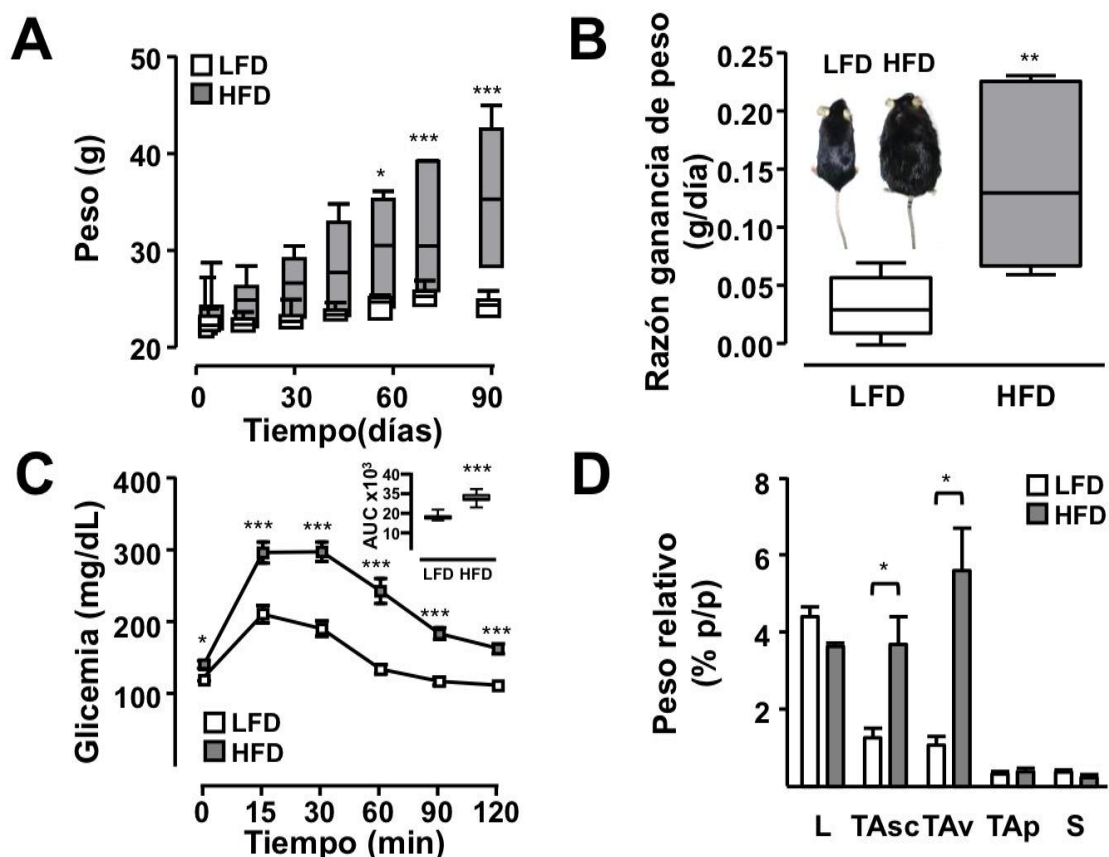 A
50
40
30
20
Peso (g)
LFD
HFD
*
***
***
0
30
60
90
Tiempo(días)
B
Razón ganancia de peso
(g/día)
0.25
0.20
0.15
0.10
0.05
0.00
LFD HFD
**
LFD
HFD
C
Glicemia (mg/dL)
400
300
200
100
*
***
***
***
***
***
AUC x10³
40
35
20
10
***
LFD
HFD
LFD
HFD
0
15
30
60
90
120
Tiempo (min)
D
Peso relativo
(% p/p)
8
6
4
2
LFD
HFD
*
*
L
TAsc
TAv
TAp
S